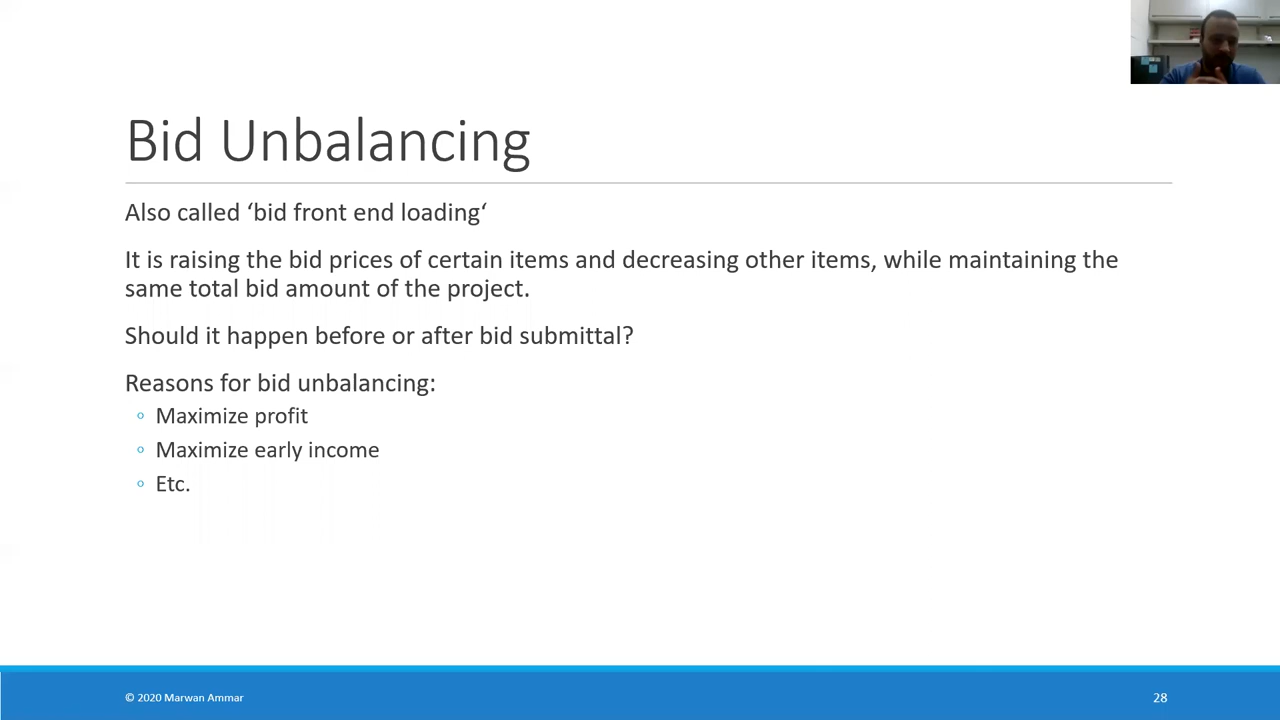 Bid Unbalancing
Also called ‘bid front end loading‘
It is raising the bid prices of certain items and decreasing other items, while maintaining the
same total bid amount of the project.
Should it happen before or after bid submittal?
Reasons for bid unbalancing:
◦ Maximize profit
◦ Maximize early income
◦ Etc.
© 2020 Marwan Ammar
28